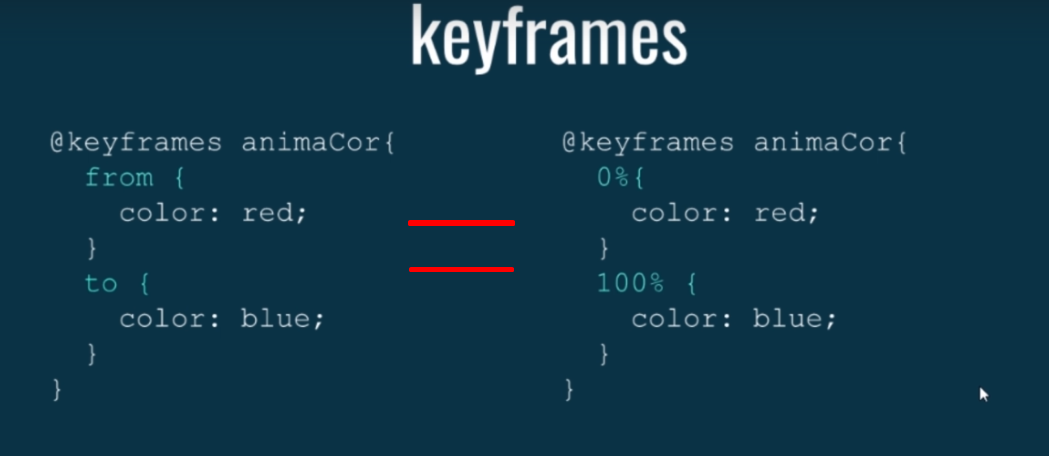 keyframes
@keyframes animaCor{
from {
color: red;
}
to {
color: blue;
}
}
@keyframes animaCor{
0%{
color: red;
}
100% {
color: blue;
}
}